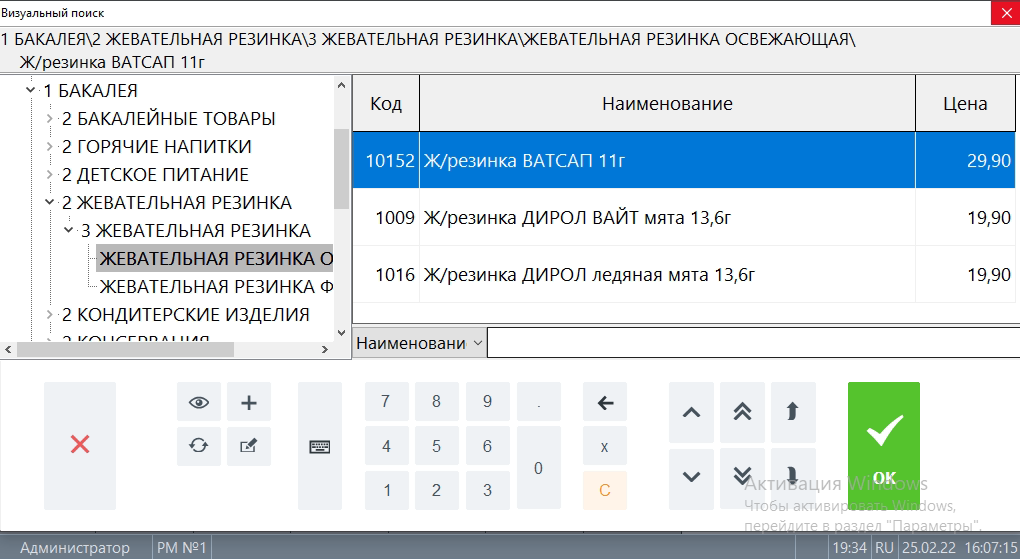 Визуальный поиск
1 БАКАЛЕЯ\2 ЖЕВАТЕЛЬНАЯ РЕЗИНКА\3 ЖЕВАТЕЛЬНАЯ РЕЗИНКА\ЖЕВАТЕЛЬНАЯ РЕЗИНКА ОСВЕЖАЮЩАЯ\
Ж/резинка ВАТСАП 11г
1 БАКАЛЕЯ
2 БАКАЛЕЙНЫЕ ТОВАРЫ
2 ГОРЯЧИЕ НАПИТКИ
2 ДЕТСКОЕ ПИТАНИЕ
2 ЖЕВАТЕЛЬНАЯ РЕЗИНКА
3 ЖЕВАТЕЛЬНАЯ РЕЗИНКА
ЖЕВАТЕЛЬНАЯ РЕЗИНКА О
ЖЕВАТЕЛЬНАЯ РЕЗИНКА Ф
2 КОНДИТЕРСКИЕ ИЗДЕЛИЯ
2 КОНСЕРВАЦИЯ
Код Наименование Цена
10152 Ж/резинка ВАТСАП 11г 29,90
1009 Ж/резинка ДИРОЛ ВАЙТ мята 13,6г 19,90
1016 Ж/резинка ДИРОЛ ледяная мята 13,6г 19,90
Наименовани
7 8 9 .
4 5 6 x
0
1 2 3 C
OK
Активация Windows
Чтобы активировать Windows,
перейдите в раздел "Параметры".
Администратор РМ №1 19:34 RU 25.02.22 16:07:15